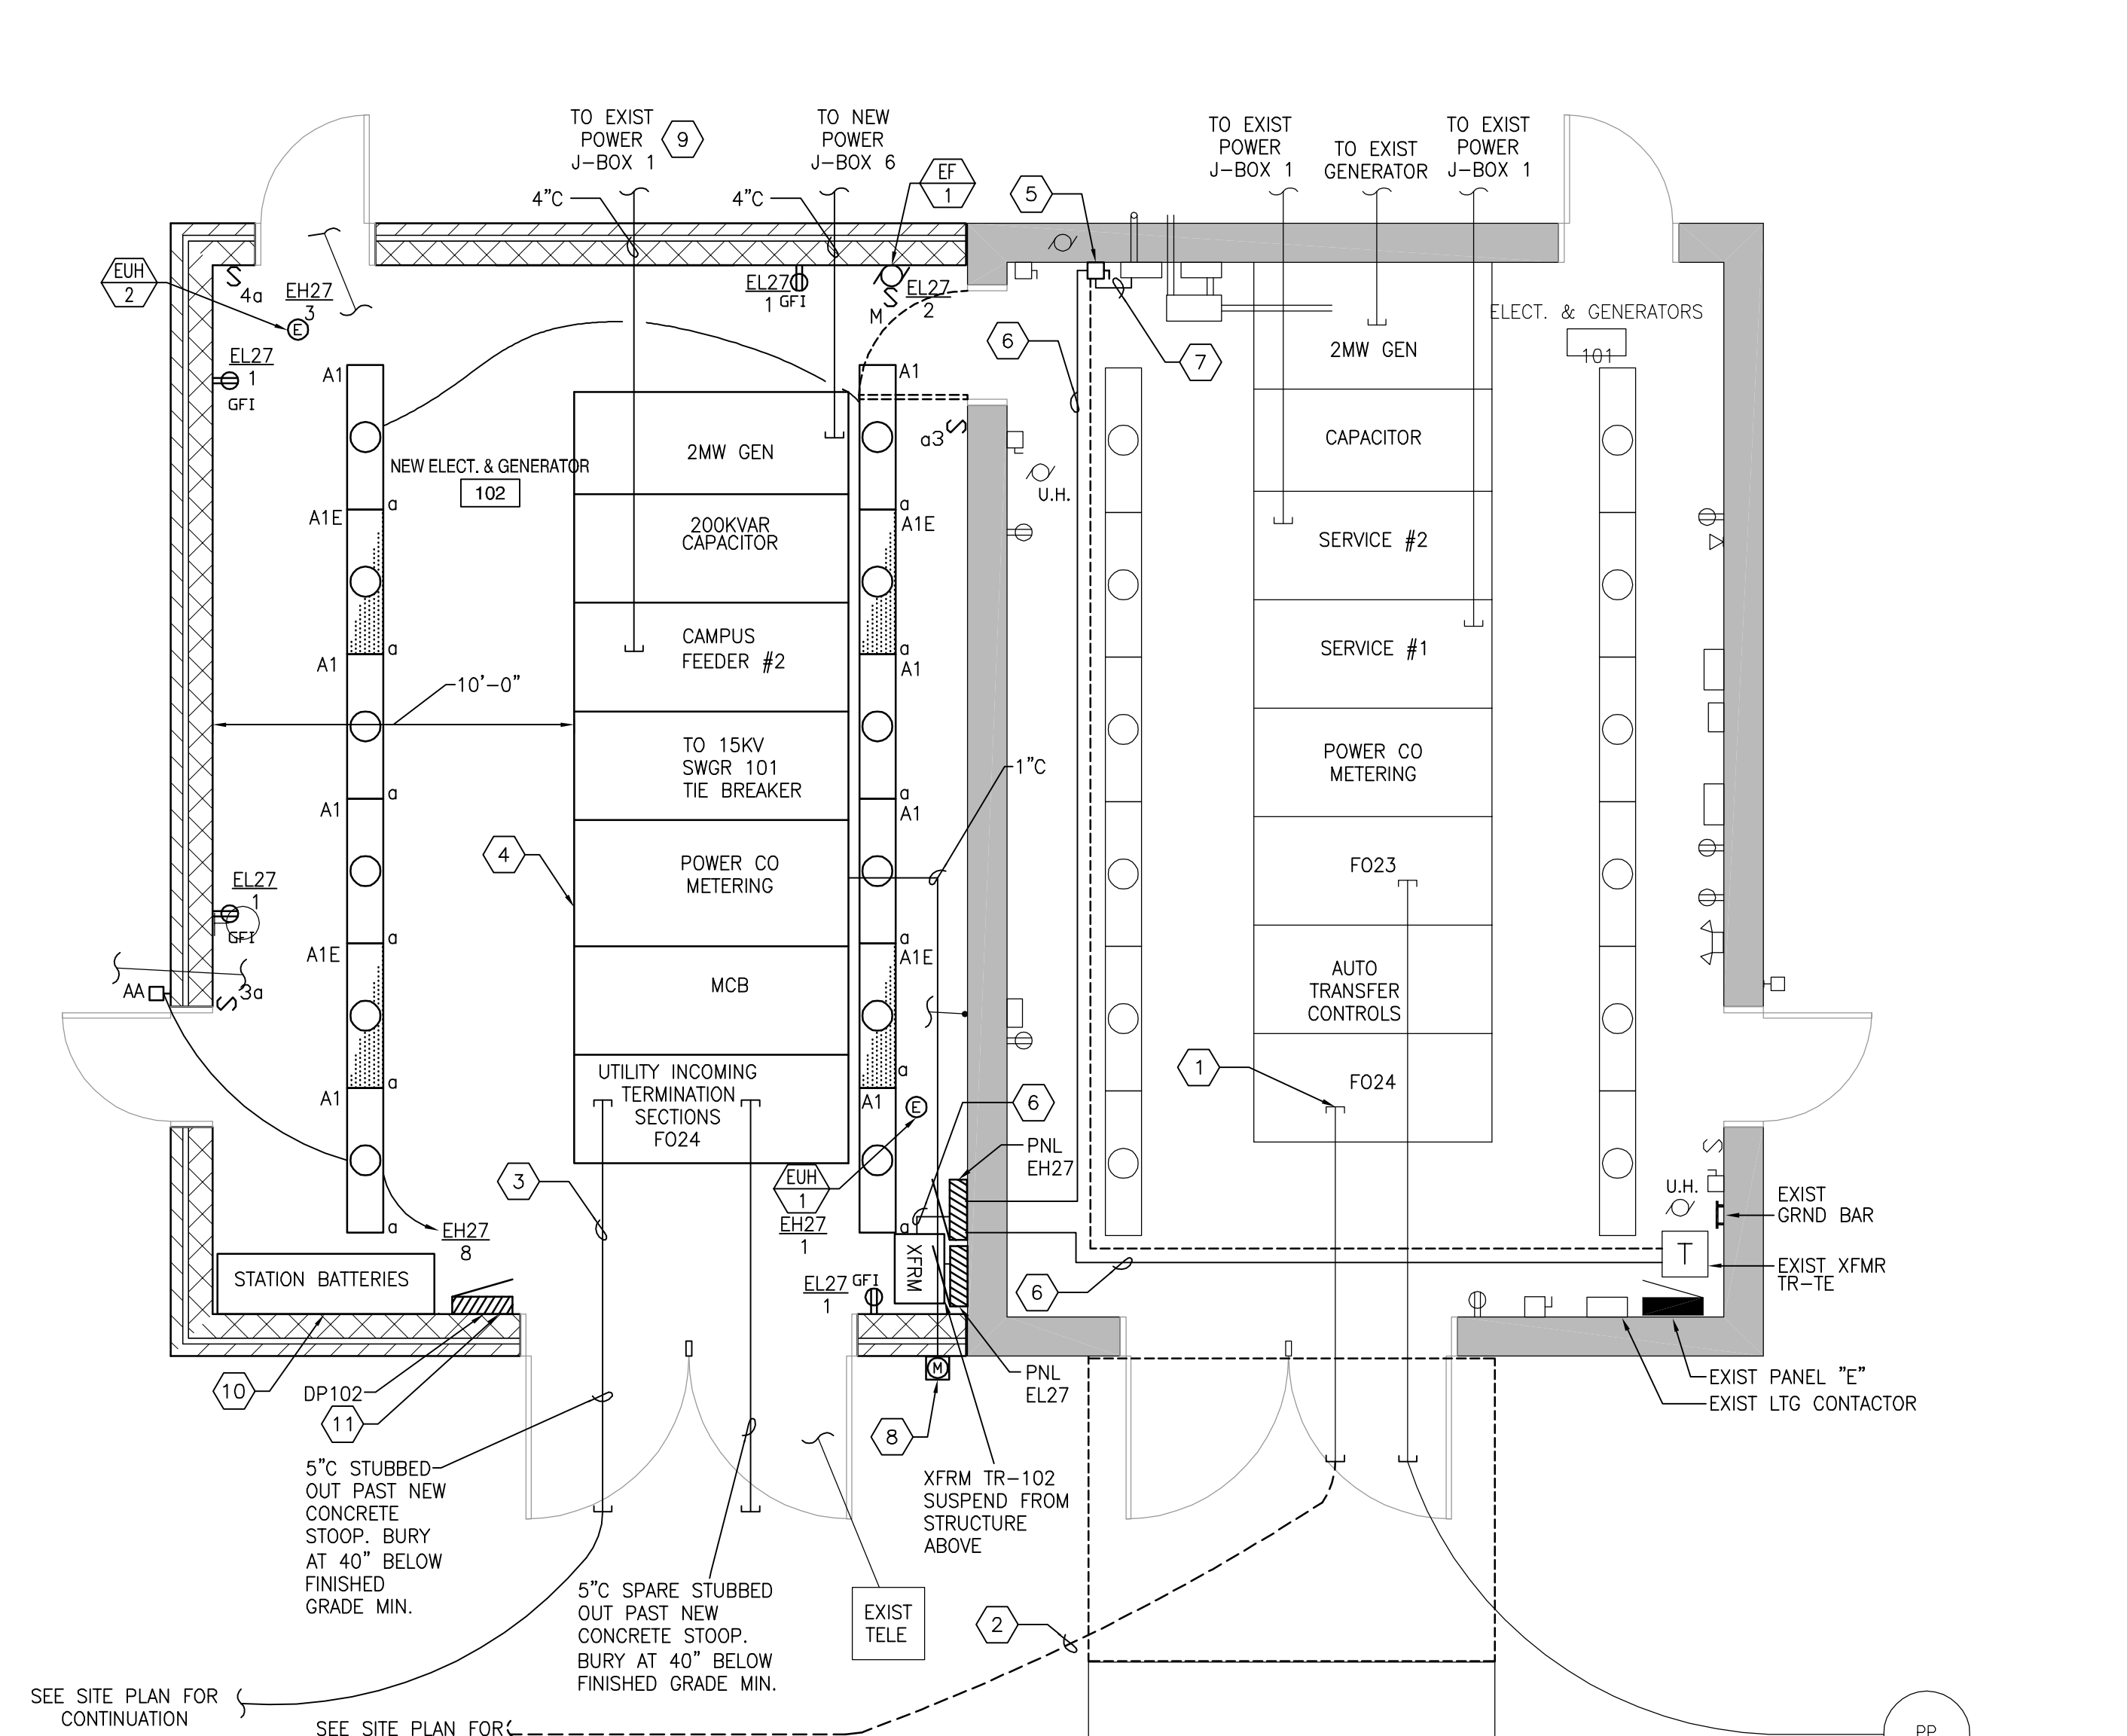 TO EXIST
POWER
J-BOX 1
9
TO NEW
POWER
J-BOX 6
4"C
4"C
EF
1
5
TO EXIST
POWER
J-BOX 1
TO EXIST
GENERATOR
TO EXIST
POWER
J-BOX 1
EUH
2
4a
EH27
3
E
EL27
1
GFI
EL27
1
GFI
M
EL27
2
6
7
ELECT. & GENERATORS
101
A1
A1
a3
U.H.
NEW ELECT. & GENERATOR
102
2MW GEN
200KVAR
CAPACITOR
CAMPUS
FEEDER #2
TO 15KV
SWGR 101
TIE BREAKER
POWER CO
METERING
MCB
UTILITY INCOMING
TERMINATION
SECTIONS
FO24
2MW GEN
CAPACITOR
SERVICE #2
SERVICE #1
POWER CO
METERING
FO23
AUTO
TRANSFER
CONTROLS
FO24
a
A1E
a
A1E
a
A1
a
A1
10'-0"
1"C
a
A1
a
A1
4
EL27
1
GFI
a
A1E
a
A1E
AA
3a
a
A1
a
A1
E
1
6
PNL
EH27
3
EUH
1
EH27
1
a
a
EH27
8
XFRM
STATION BATTERIES
EL27
1
GFI
6
U.H.
T
EXIST
GRND BAR
EXIST XFMR
TR-TE
10
DP102
11
M
8
PNL
EL27
EXIST PANEL "E"
EXIST LTG CONTACTOR
5"C STUBBED
OUT PAST NEW
CONCRETE
STOOP. BURY
AT 40" BELOW
FINISHED
GRADE MIN.
XFRM TR-102
SUSPEND FROM
STRUCTURE
ABOVE
5"C SPARE STUBBED
OUT PAST NEW
CONCRETE STOOP.
BURY AT 40" BELOW
FINISHED GRADE MIN.
EXIST
TELE
2
SEE SITE PLAN FOR
CONTINUATION
SEE SITE PLAN FOR
PP